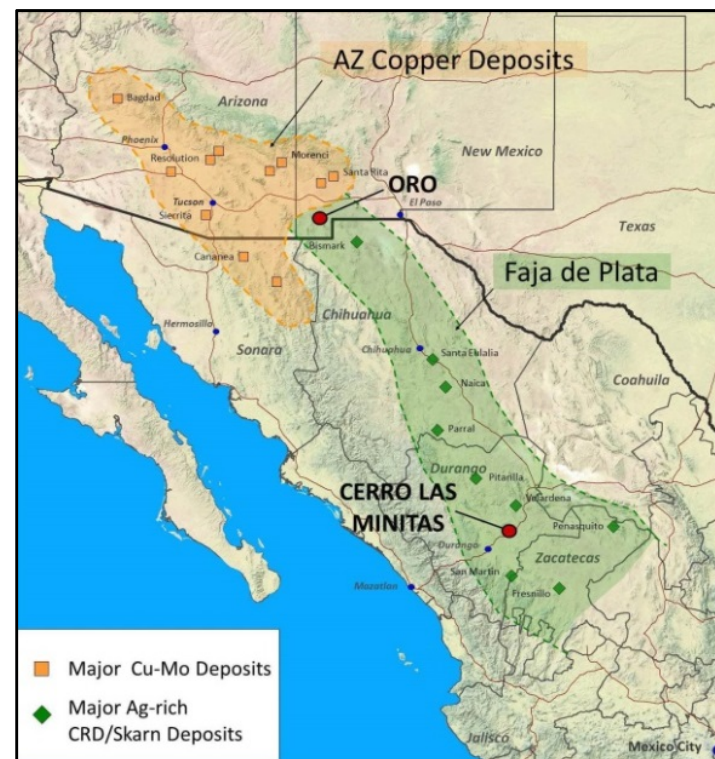 AZ Copper Deposits
Bagdad
Arizona
Phoenix
Resolution
Morenci
New Mexico
Santa Rita
ORO
El Paso
Tucson
Sierrita
Texas
Bismark
Cananea
Faja de Plata
Chihuahua
Hermosillo
Sonara
Chihuahua
Santa Eulalia
Coahuila
Naica
Parral
Durango
Pitarilla
CERRO LAS
MINITAS
Velardena
Penasquito
Durango
Zacatecas
San Martin
Fresnillo
Mazatlan
Major Cu-Mo Deposits
Major Ag-rich
CRD/Skarn Deposits
Jalisco
Mexico City